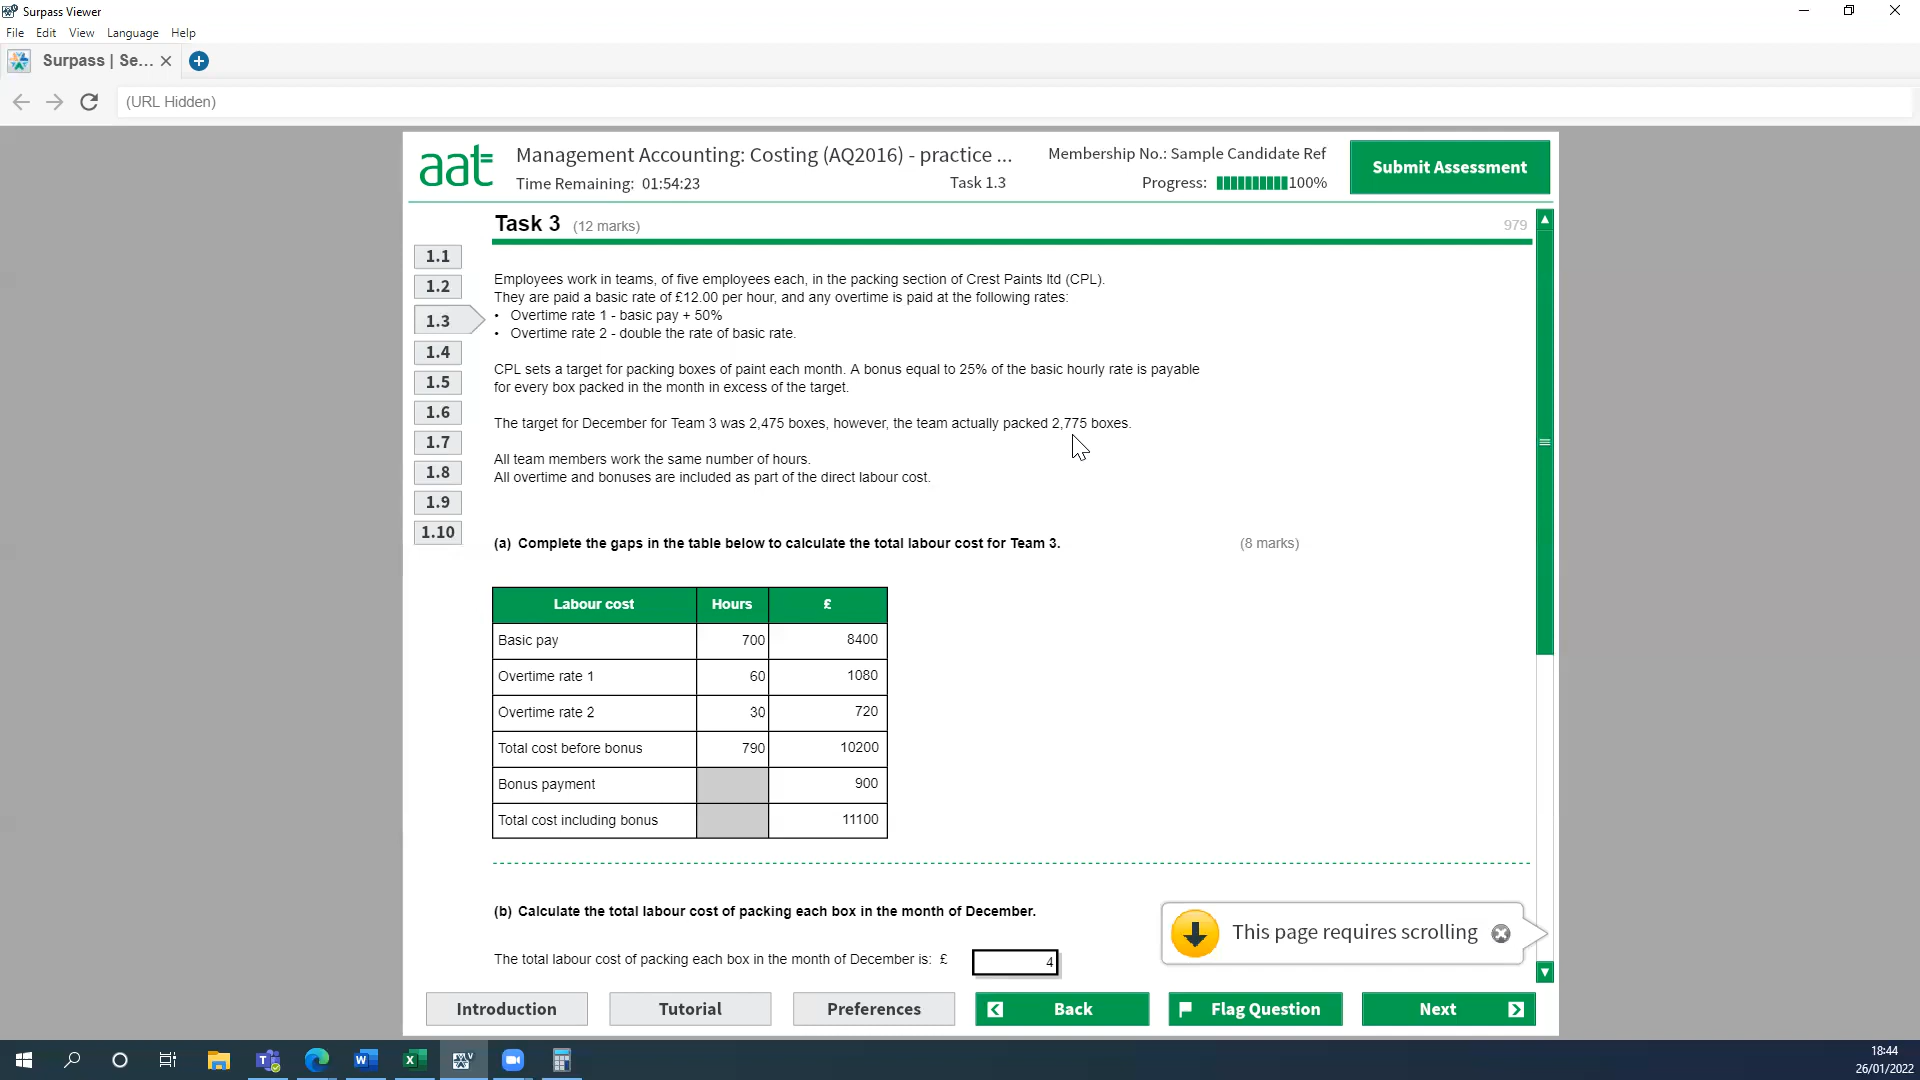 Surpass Viewer
File Edit View Language Help
Surpass | Se...
(URL Hidden)
aat
Management Accounting: Costing (AQ2016) - practice ...
Membership No.: Sample Candidate Ref
Submit Assessment
Time Remaining: 01:54:23
Task 1.3
Progress: 100%
Task 3 (12 marks)
979
1.1
1.2
1.3
1.4
1.5
1.6
1.7
1.8
1.9
1.10
Employees work in teams, of five employees each, in the packing section of Crest Paints ltd (CPL).
They are paid a basic rate of £12.00 per hour, and any overtime is paid at the following rates:
• Overtime rate 1 - basic pay + 50%
• Overtime rate 2 - double the rate of basic rate.
CPL sets a target for packing boxes of paint each month. A bonus equal to 25% of the basic hourly rate is payable
for every box packed in the month in excess of the target.
The target for December for Team 3 was 2,475 boxes, however, the team actually packed 2,775 boxes.
All team members work the same number of hours.
All overtime and bonuses are included as part of the direct labour cost.
(a) Complete the gaps in the table below to calculate the total labour cost for Team 3. (8 marks)
Labour cost Hours £
Basic pay 700 8400
Overtime rate 1 60 1080
Overtime rate 2 30 720
Total cost before bonus 790 10200
Bonus payment 900
Total cost including bonus 11100
(b) Calculate the total labour cost of packing each box in the month of December.
This page requires scrolling
The total labour cost of packing each box in the month of December is: £ 4
Introduction Tutorial Preferences Back Flag Question Next
18:44
26/01/2022